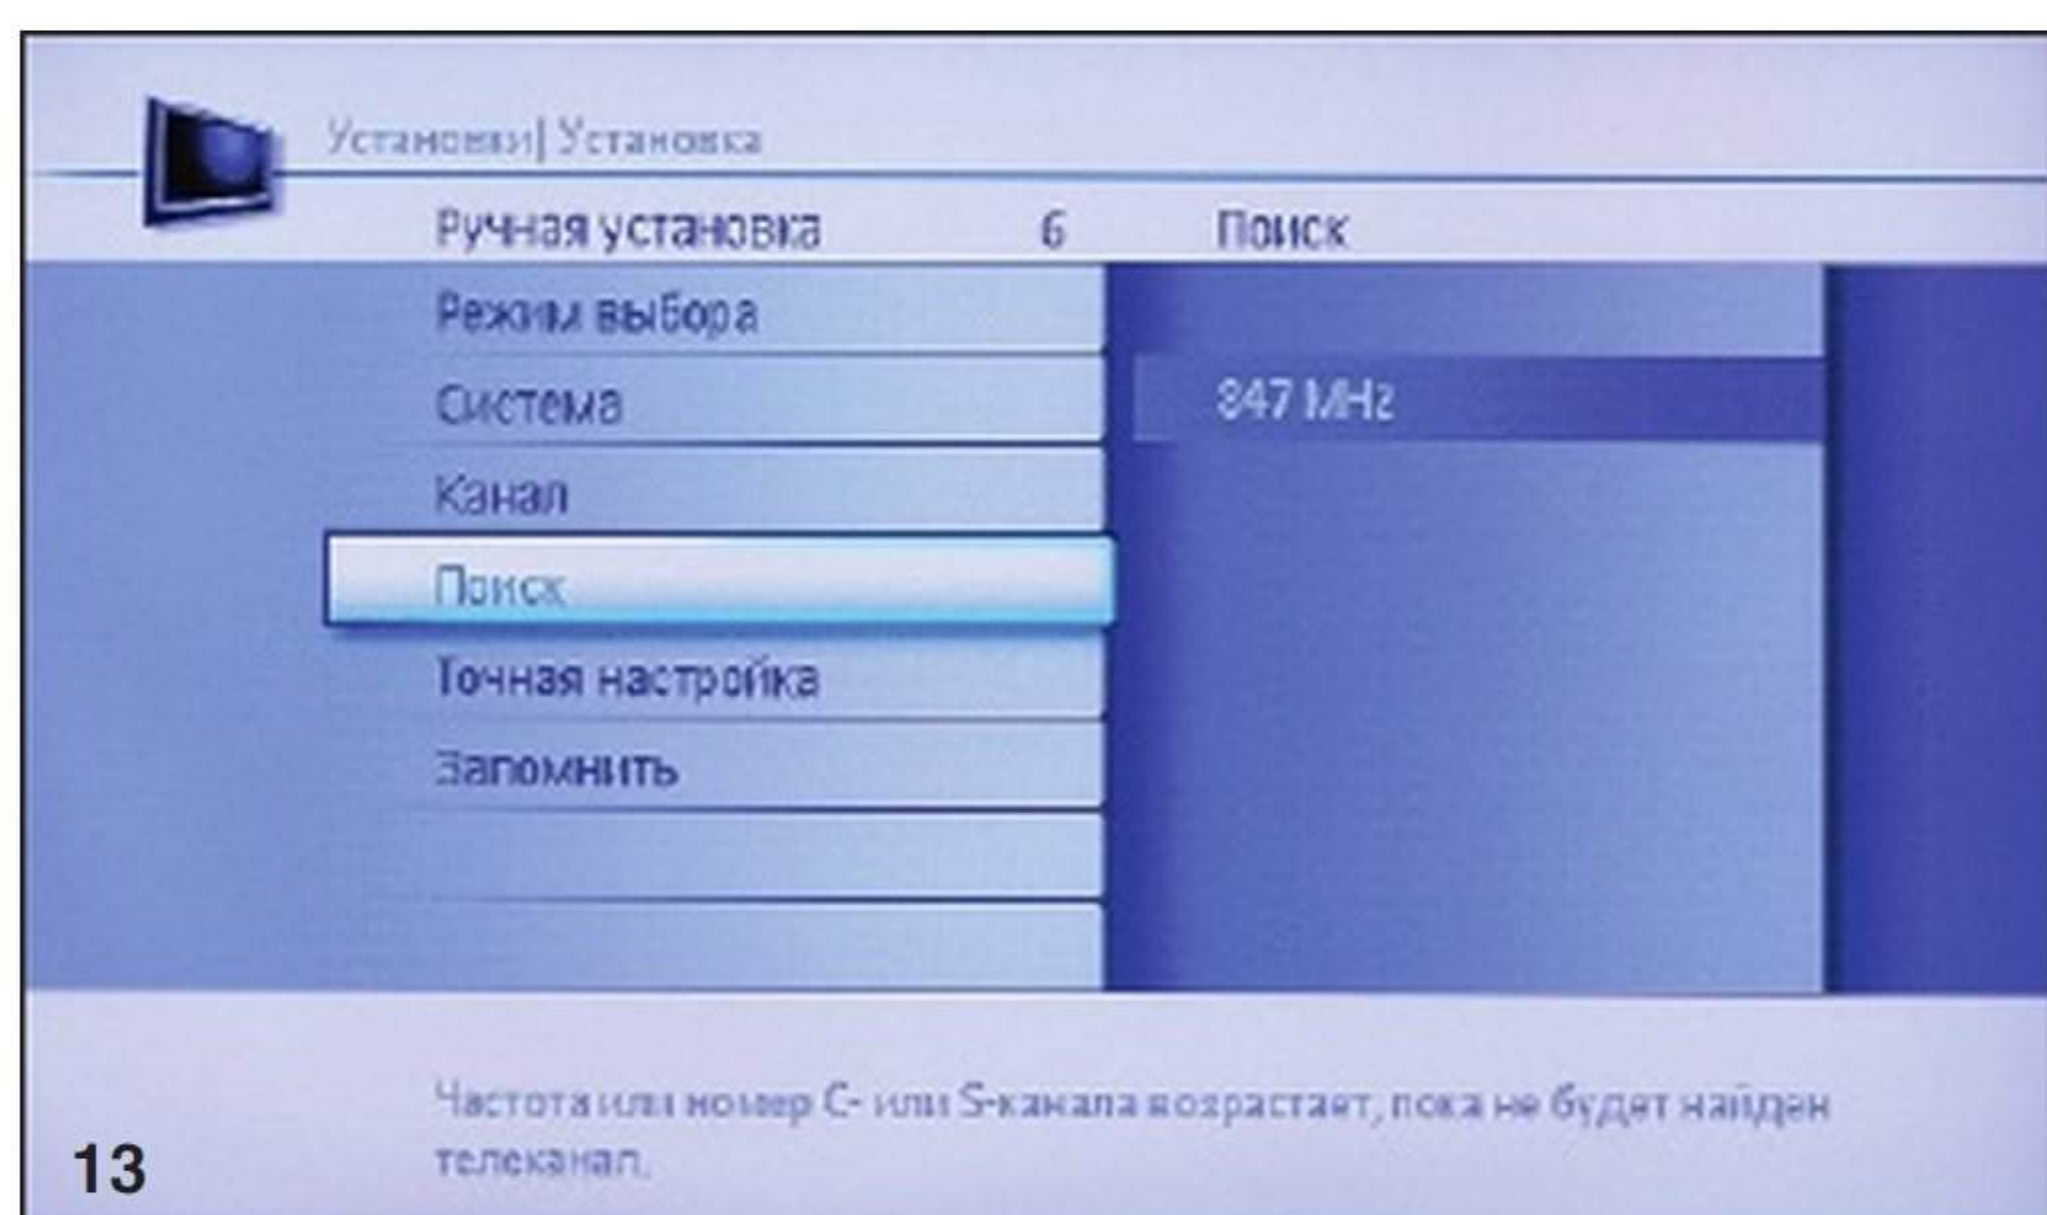 Установки| Установка
Ручная установка 6 Поиск
Режим выбора
Система 847 MHz
Канал
Поиск
Точная настройка
Запомнить
Частота или номер С- или S-канала возрастает, пока не будет найден
телеканал.
13